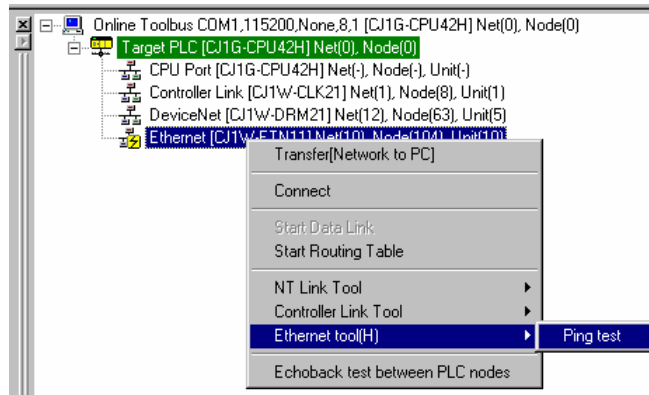 Online Toolbus COM1,115200,None,8,1 [CJ1G-CPU42H] Net(0), Node(0)
Target PLC [CJ1G-CPU42H] Net(0), Node(0)
CPU Port [CJ1G-CPU42H] Net(-), Node(-), Unit(-)
Controller Link [CJ1W-CLK21] Net(1), Node(8), Unit(1)
DeviceNet [CJ1W-DRM21] Net(12), Node(63), Unit(5)
Ethernet [CJ1W-ETN11] Net(10), Node(104), Unit(10)
Transfer[Network to PC]
Connect
Start Data Link
Start Routing Table
NT Link Tool
Controller Link Tool
Ethernet tool(H)
Ping test
Echoback test between PLC nodes